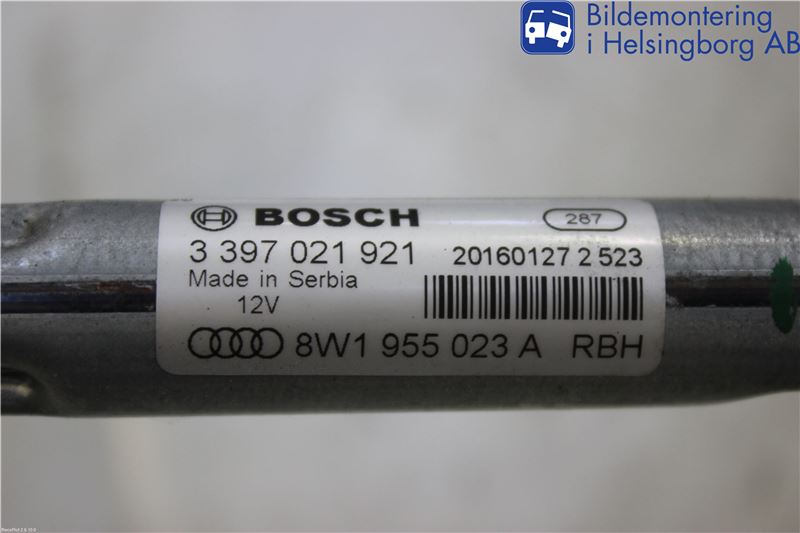 Bildemontering
i Helsingborg AB
BOSCH
287
3 397 021 921
20160127 2 523
Made in Serbia
12V
8W1 955 023 A RBH